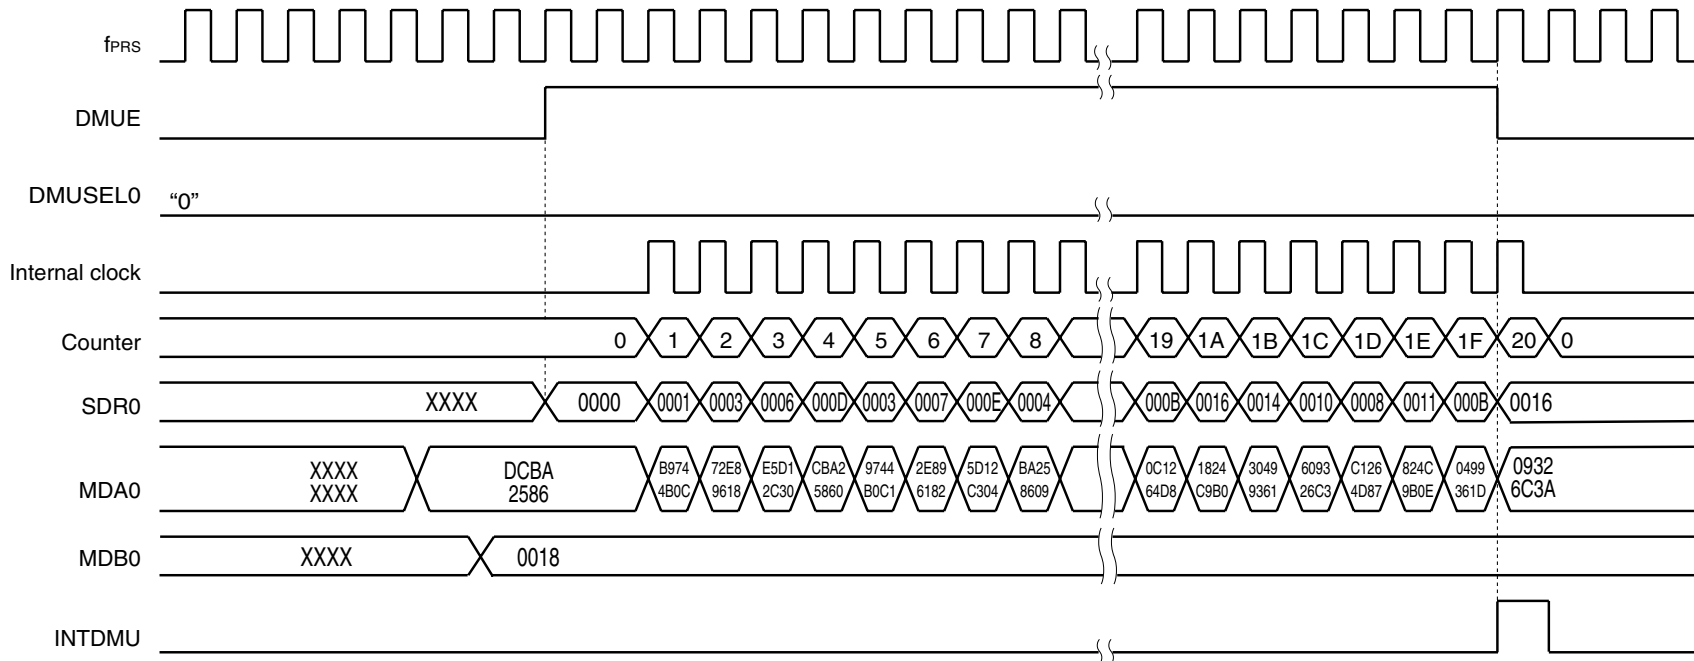 fPRS
DMUE
DMUSEL0 “0”
Internal clock
Counter 0 1 2 3 4 5 6 7 8 19 1A 1B 1C 1D 1E 1F 20 0
SDR0 XXXX 0000 0001 0003 0006 000D 0003 0007 000E 0004 000B 0016 0014 0010 0008 0011 000B 0016
XXXX DCBA B974 72E8 E5D1 CBA2 9744 2E89 5D12 BA25 0C12 1824 3049 6093 C126 824C 0499 0932
MDA0 XXXX 2586 4B0C 9618 2C30 5860 B0C1 6182 C304 8609 64D8 C9B0 9361 26C3 4D87 9B0E 361D 6C3A
MDB0 XXXX 0018
INTDMU